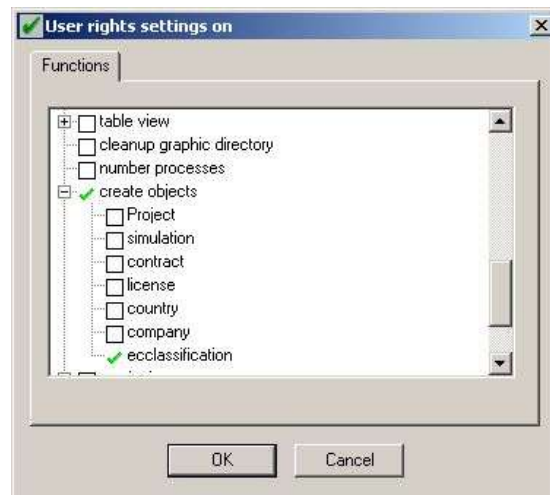 User rights settings on
Functions
table view
cleanup graphic directory
number processes
create objects
Project
simulation
contract
license
country
company
ecclassification
OK
Cancel